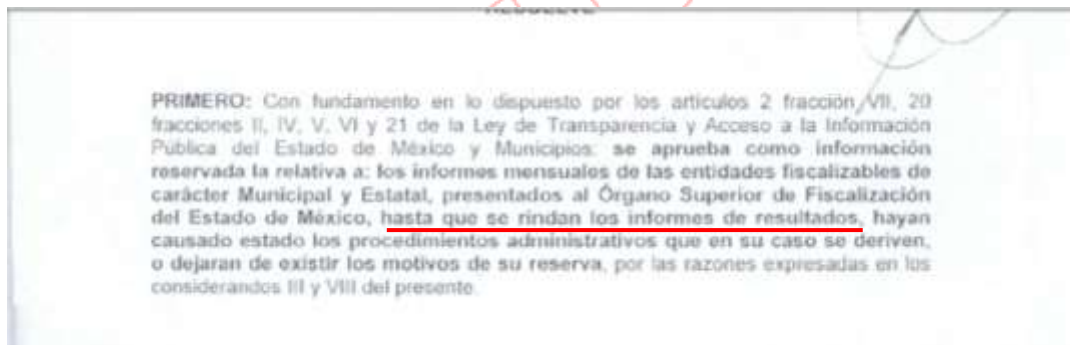 RESUELVE
PRIMERO: Con fundamento en lo dispuesto por los artículos 2 fracción VII, 20
fracciones II, IV, V, VI y 21 de la Ley de Transparencia y Acceso a la Información
Pública del Estado de México y Municipios: se aprueba como información
reservada la relativa a: los informes mensuales de las entidades fiscalizables de
carácter Municipal y Estatal, presentados al Órgano Superior de Fiscalización
del Estado de México, hasta que se rindan los informes de resultados, hayan
causado estado los procedimientos administrativos que en su caso se deriven,
o dejaran de existir los motivos de su reserva, por las razones expresadas en los
considerandos III y VIII del presente.